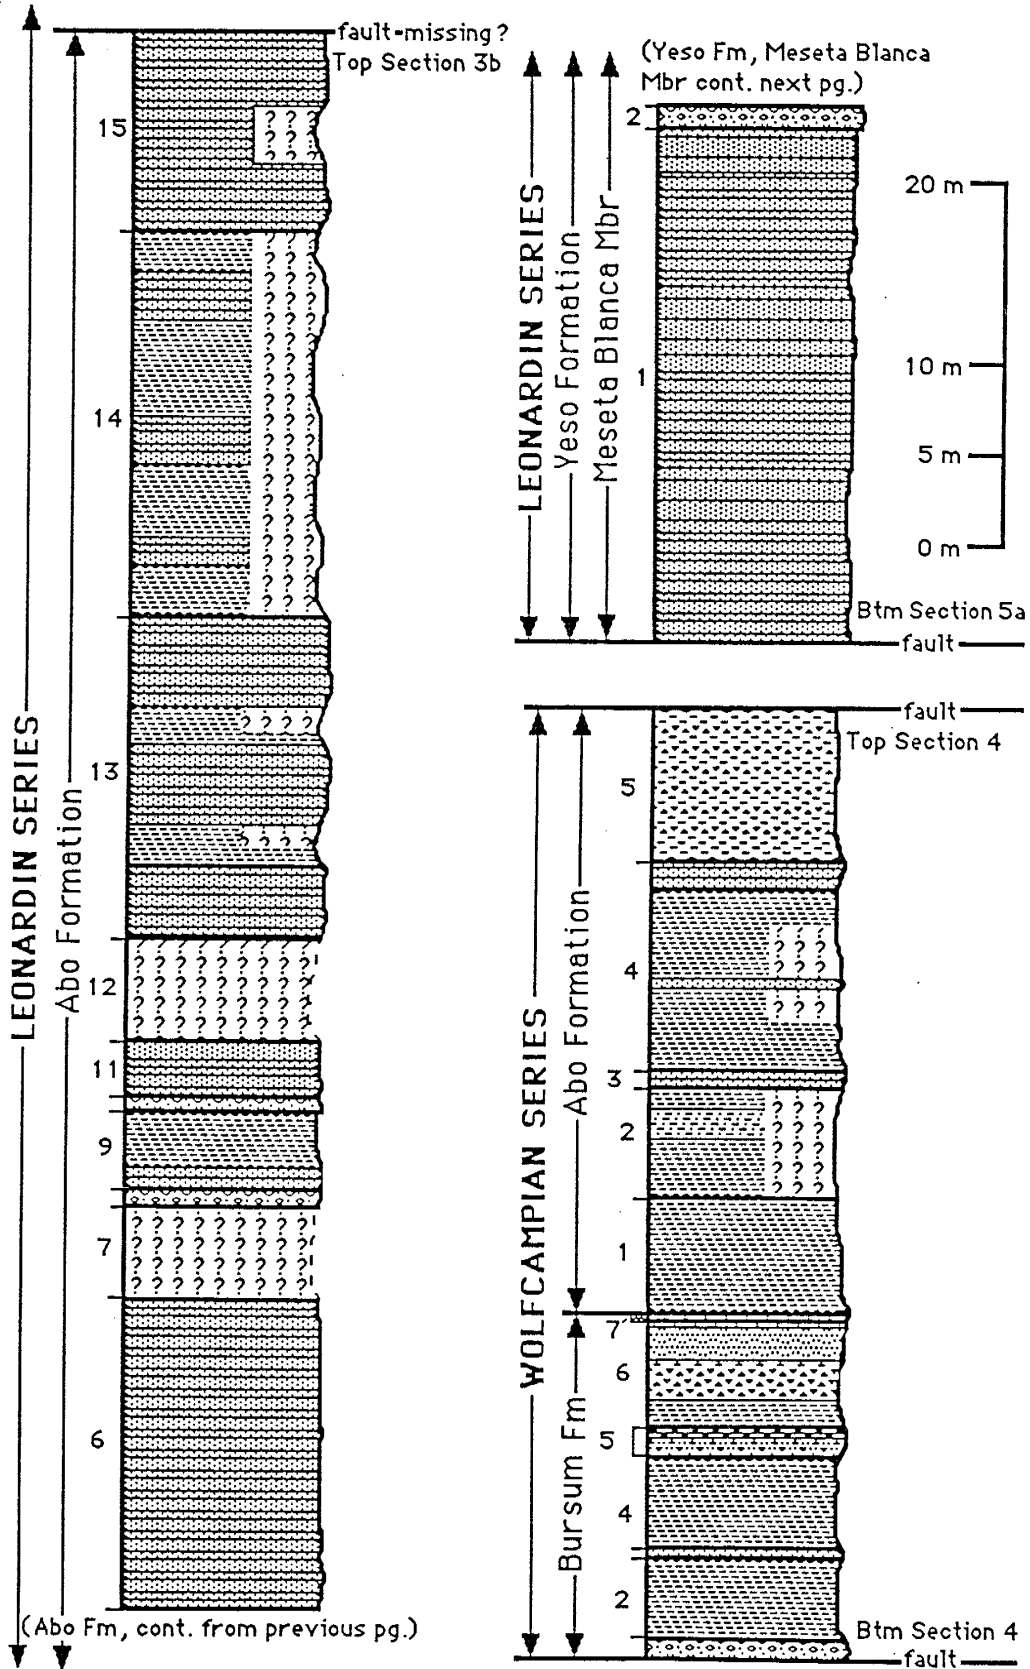 fault-missing?
Top Section 3b
15
14
13
12
11
9
7
6
LEONARDIN SERIES
Abo Formation
(Abo Fm, cont. from previous pg.)
(Yeso Fm, Meseta Blanca
Mbr cont. next pg.)
2
1
LEONARDIN SERIES
Yeso Formation
Meseta Blanca Mbr
20 m
10 m
5 m
0 m
Btm Section 5a
fault
fault
Top Section 4
5
4
3
2
1
7
6
5
4
2
WOLFCAMPIAN SERIES
Abo Formation
Bursum Fm
Btm Section 4
fault